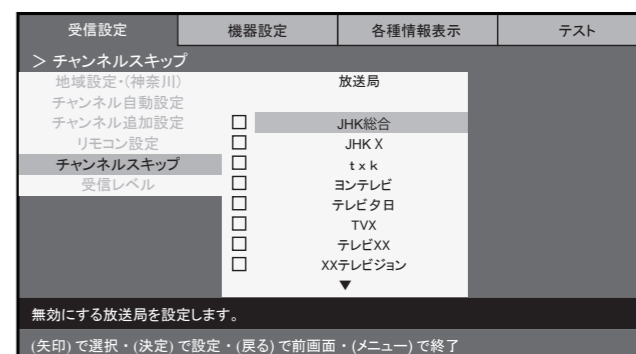 受信設定 機器設定 各種情報表示 テスト
＞チャンネルスキップ
地域設定・(神奈川)
チャンネル自動設定
チャンネル追加設定
リモコン設定
チャンネルスキップ
受信レベル
放送局
□ JHK総合
□ JHK X
□ t x k
□ ヨンテレビ
□ テレビ夕日
□ TVX
□ テレビXX
□ XXテレビジョン
▼
無効にする放送局を設定します。
(矢印) で選択・(決定) で設定・(戻る) で前画面・(メニュー) で終了